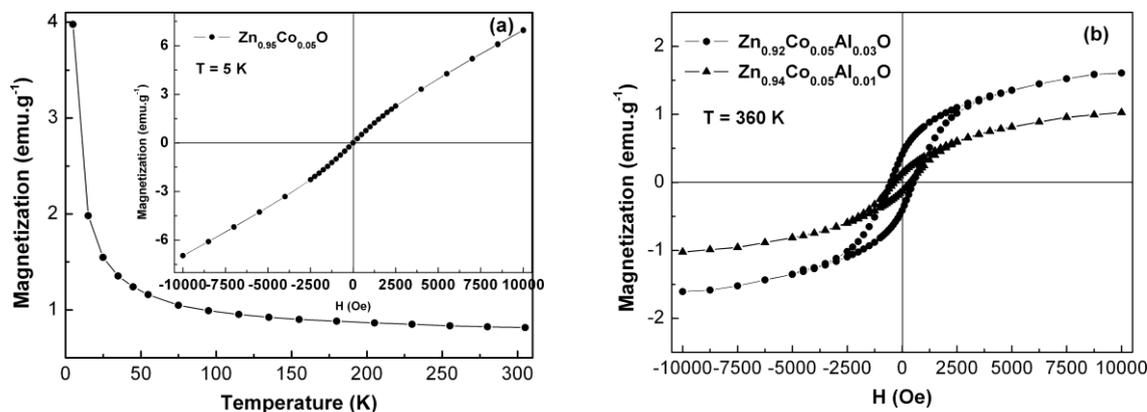 (a)
Zn0.95Co0.05O
T = 5 K
Magnetization (emu.g-1)
6
3
0
-3
-6
-10000 -7500 -5000 -2500 0 2500 5000 7500 10000
H (Oe)
Magnetization (emu.g-1)
4
3
2
1
0 50 100 150 200 250 300
Temperature (K)
(b)
Zn0.92Co0.05Al0.03O
Zn0.94Co0.05Al0.01O
T = 360 K
Magnetization (emu.g-1)
2
1
0
-1
-2
-10000 -7500 -5000 -2500 0 2500 5000 7500 10000
H (Oe)